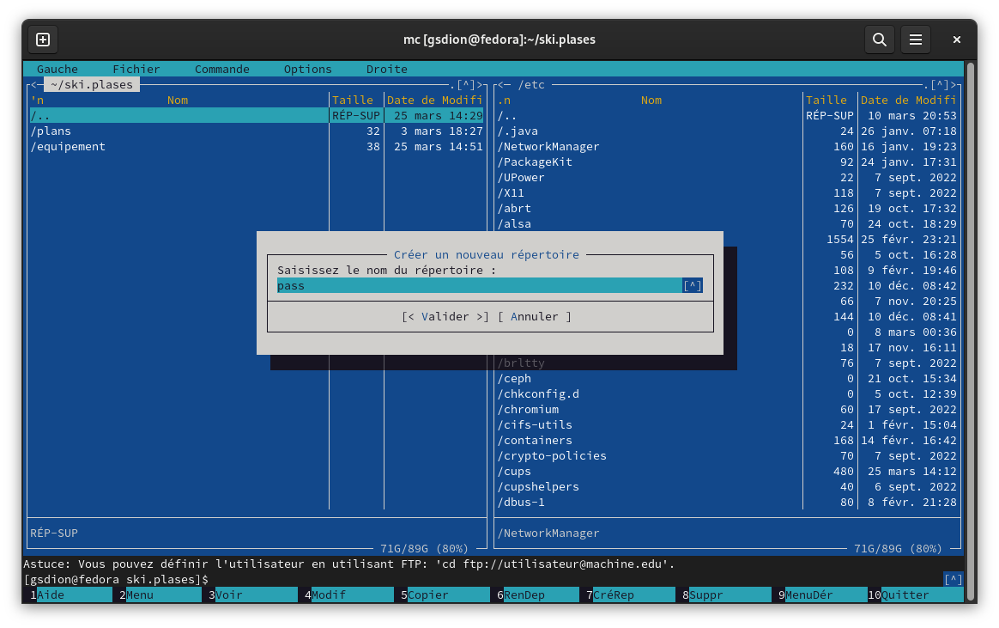 mc [gsdion@fedora]:~/ski.plases
Gauche Fichier Commande Options Droite
<─ ~/ski.plases .[^]> <─ /etc .[^]>
'n Nom Taille Date de Modifi .n Nom Taille Date de Modifi
/.. RÉP-SUP 25 mars 14:29 /.. RÉP-SUP 10 mars 20:53
/plans 32 3 mars 18:27 /.java 24 26 janv. 07:18
/equipement 38 25 mars 14:51 /NetworkManager 160 16 janv. 19:23
/PackageKit 92 24 janv. 17:31
/UPower 22 7 sept. 2022
/X11 118 7 sept. 2022
/abrt 126 19 oct. 17:32
/alsa 70 24 oct. 18:29
1554 25 févr. 23:21
Créer un nouveau répertoire 56 5 oct. 16:28
Saisissez le nom du répertoire : 108 9 févr. 19:46
pass [^] 232 10 déc. 08:42
66 7 nov. 20:25
[< Valider >] [ Annuler ] 144 10 déc. 08:41
0 8 mars 00:36
18 17 nov. 16:11
/brltty 76 7 sept. 2022
/ceph 0 21 oct. 15:34
/chkconfig.d 0 5 oct. 12:39
/chromium 60 17 sept. 2022
/cifs-utils 24 1 févr. 15:04
/containers 168 14 févr. 16:42
/crypto-policies 70 7 sept. 2022
/cups 480 25 mars 14:12
/cupshelpers 40 6 sept. 2022
/dbus-1 80 8 févr. 21:28
RÉP-SUP /NetworkManager
71G/89G (80%) 71G/89G (80%)
Astuce: Vous pouvez définir l'utilisateur en utilisant FTP: 'cd ftp://utilisateur@machine.edu'.
[gsdion@fedora ski.plases]$ [^]
1Aide 2Menu 3Voir 4Modif 5Copier 6RenDep 7CréRep 8Suppr 9MenuDér 10Quitter